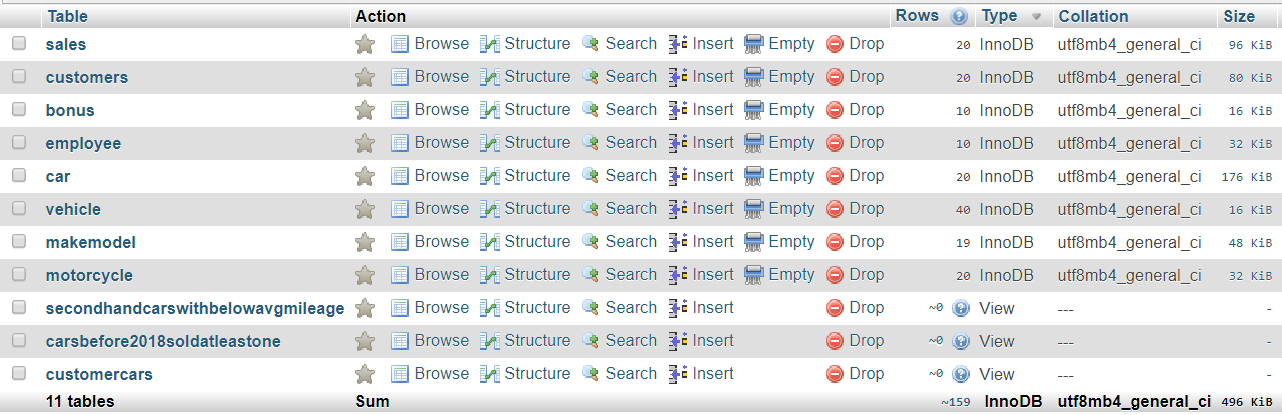 Table Action Rows Type Collation Size
sales Browse Structure Search Insert Empty Drop 20 InnoDB utf8mb4_general_ci 96 KiB
customers Browse Structure Search Insert Empty Drop 20 InnoDB utf8mb4_general_ci 80 KiB
bonus Browse Structure Search Insert Empty Drop 10 InnoDB utf8mb4_general_ci 16 KiB
employee Browse Structure Search Insert Empty Drop 10 InnoDB utf8mb4_general_ci 32 KiB
car Browse Structure Search Insert Empty Drop 20 InnoDB utf8mb4_general_ci 176 KiB
vehicle Browse Structure Search Insert Empty Drop 40 InnoDB utf8mb4_general_ci 16 KiB
makemodel Browse Structure Search Insert Empty Drop 19 InnoDB utf8mb4_general_ci 48 KiB
motorcycle Browse Structure Search Insert Empty Drop 20 InnoDB utf8mb4_general_ci 32 KiB
secondhandcarswithbelowavgmileage Browse Structure Search Insert Drop ~0 View --- -
carsbefore2018soldatleastone Browse Structure Search Insert Drop ~0 View --- -
customercars Browse Structure Search Insert Drop ~0 View --- -
11 tables Sum ~159 InnoDB utf8mb4_general_ci 496 KiB